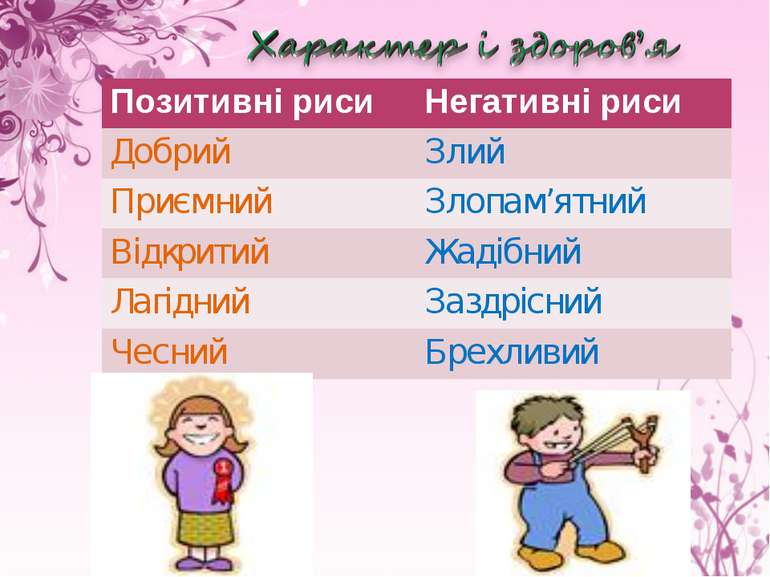 Характер і здоров'я
Позитивні риси Негативні риси
Добрий Злий
Приємний Злопам’ятний
Відкритий Жадібний
Лагідний Заздрісний
Чесний Брехливий